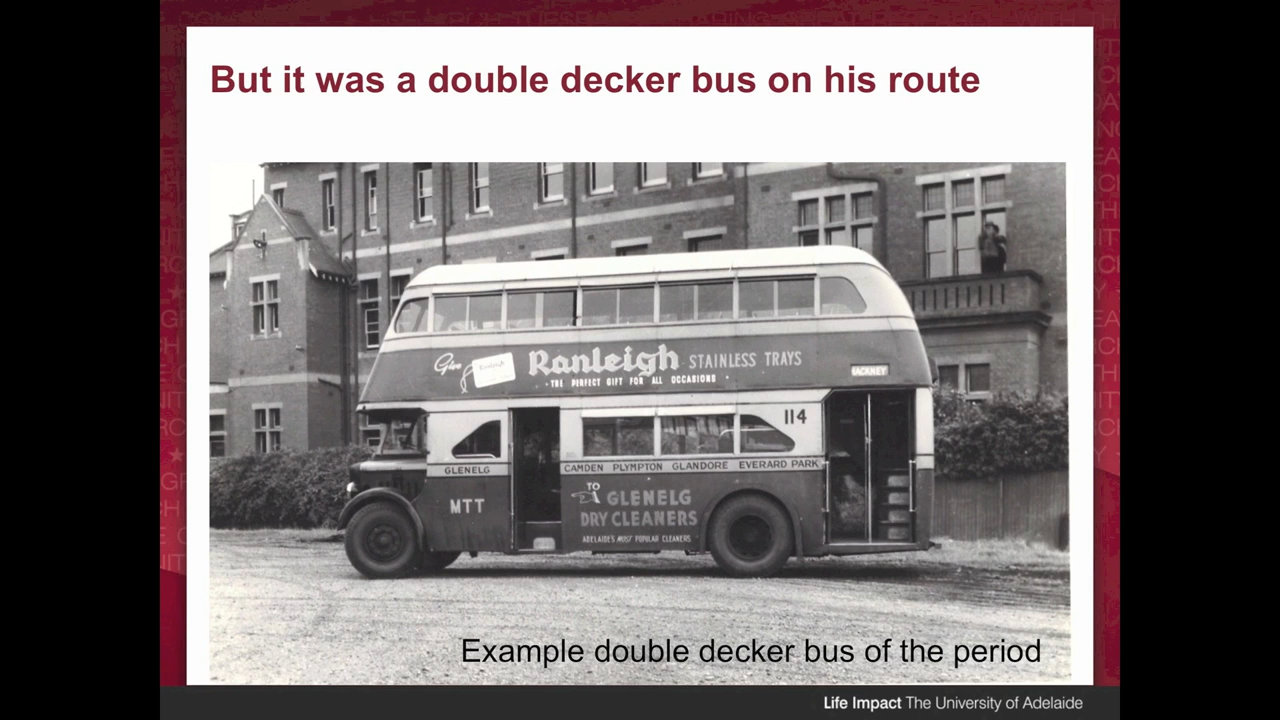 But it was a double decker bus on his route
Give Ranleigh STAINLESS TRAYS
Ranleigh
• THE PERFECT GIFT FOR ALL OCCASIONS •
HACKNEY
114
GLENELG
CAMDEN PLYMPTON GLANDORE EVERARD PARK
MTT
TO
GLENELG
DRY CLEANERS
ADELAIDE'S MOST POPULAR CLEANERS
Example double decker bus of the period
Life Impact The University of Adelaide